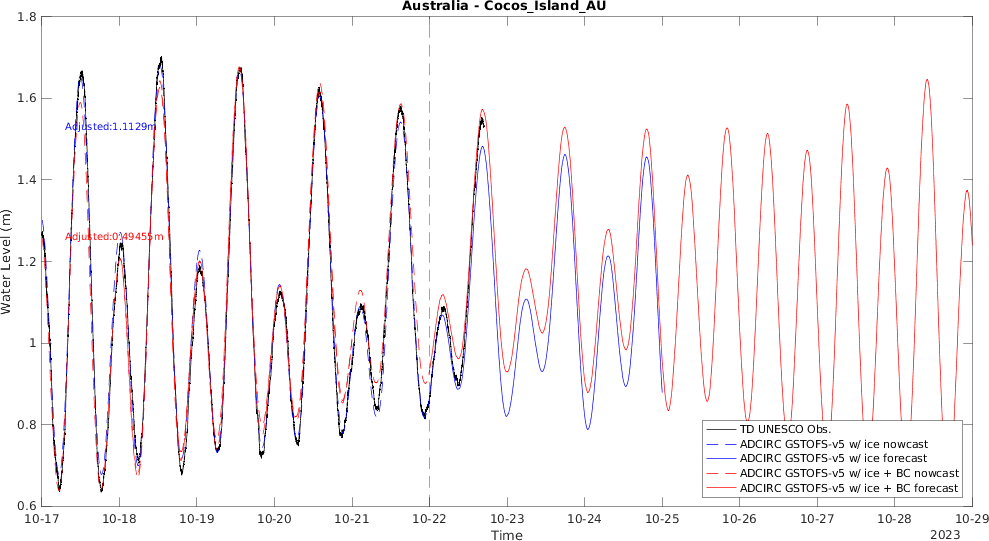 Australia - Cocos_Island_AU
1.8
1.6
1.4
1.2
1
0.8
0.6
Water Level (m)
Adjusted:1.1129m
Adjusted:0.49455m
TD UNESCO Obs.
ADCIRC GSTOFS-v5 w/ ice nowcast
ADCIRC GSTOFS-v5 w/ ice forecast
ADCIRC GSTOFS-v5 w/ ice + BC nowcast
ADCIRC GSTOFS-v5 w/ ice + BC forecast
10-17 10-18 10-19 10-20 10-21 10-22 10-23 10-24 10-25 10-26 10-27 10-28 10-29
Time
2023